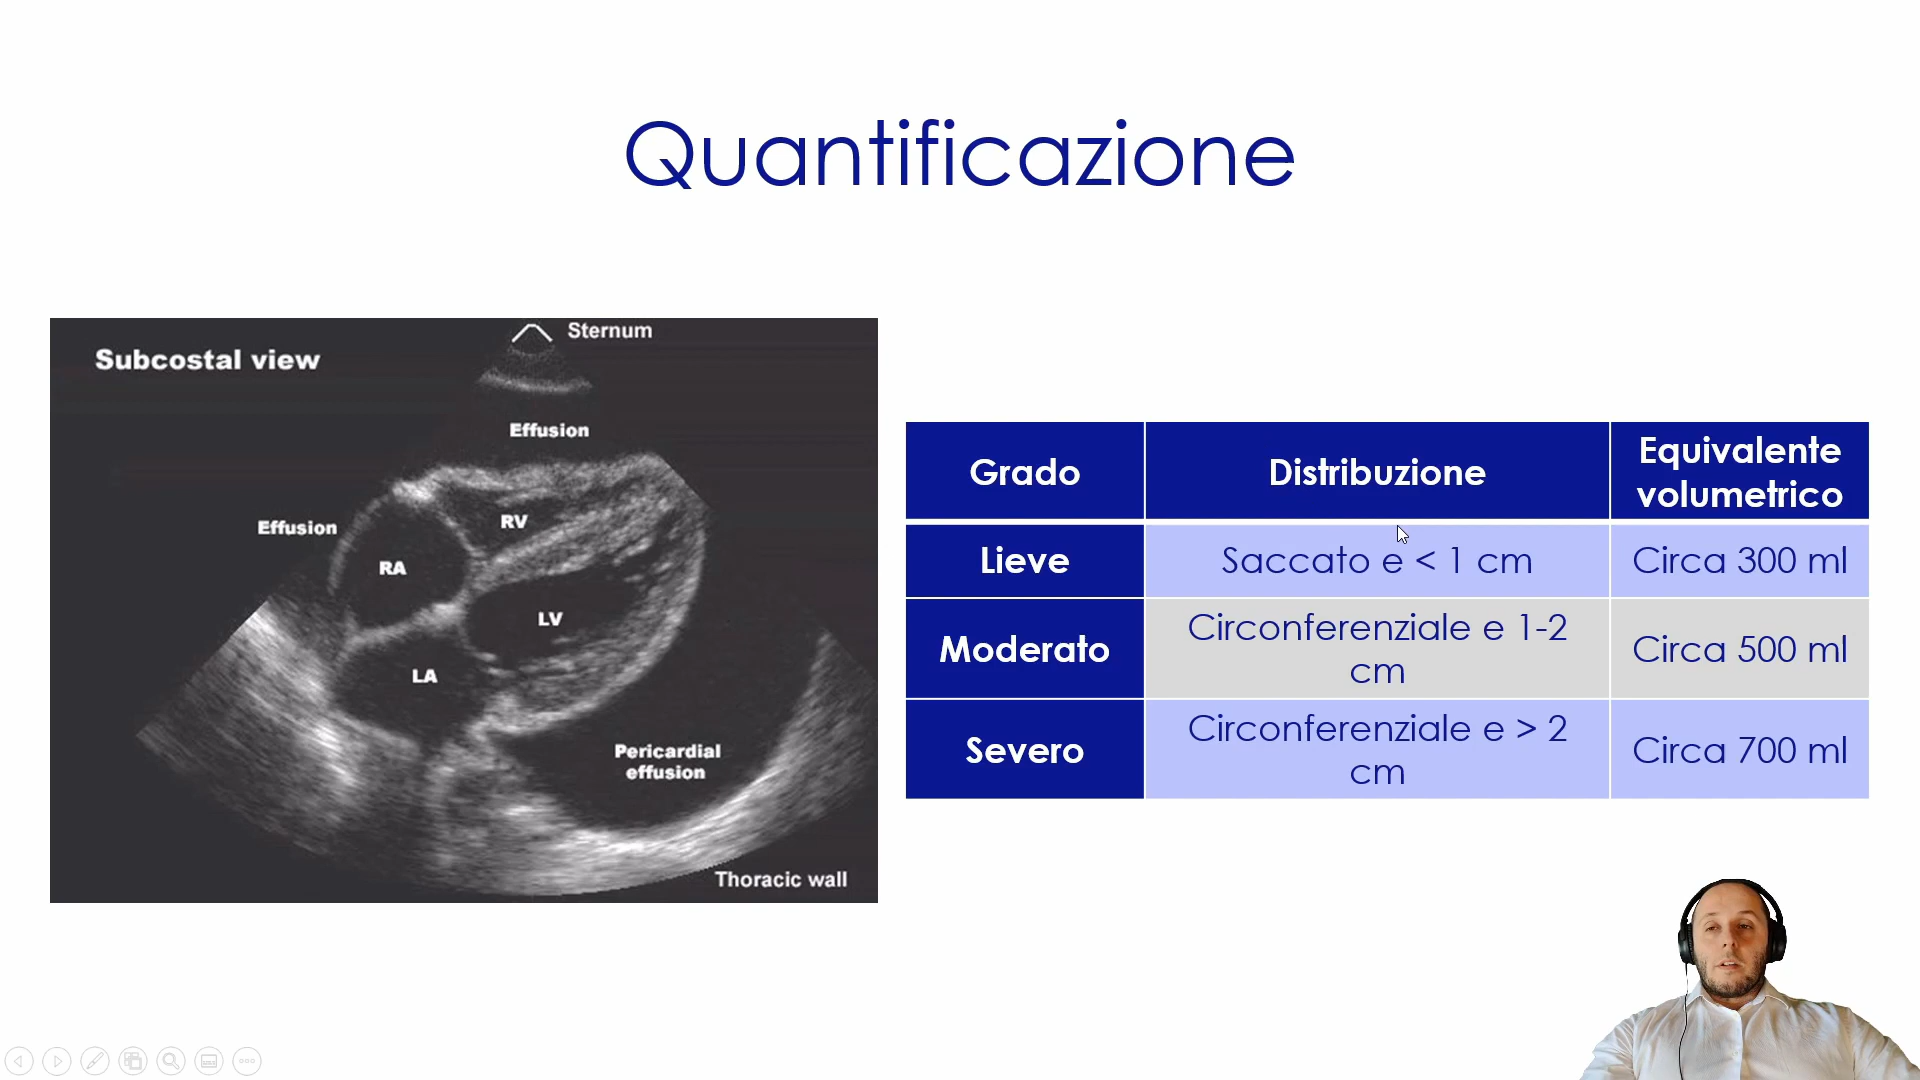 Quantificazione
Subcostal view
Sternum
Effusion
Effusion
RV
RA
LV
LA
Pericardial
effusion
Thoracic wall
Grado
Distribuzione
Equivalente
volumetrico
Lieve
Saccato e < 1 cm
Circa 300 ml
Moderato
Circonferenziale e 1-2
cm
Circa 500 ml
Severo
Circonferenziale e > 2
cm
Circa 700 ml